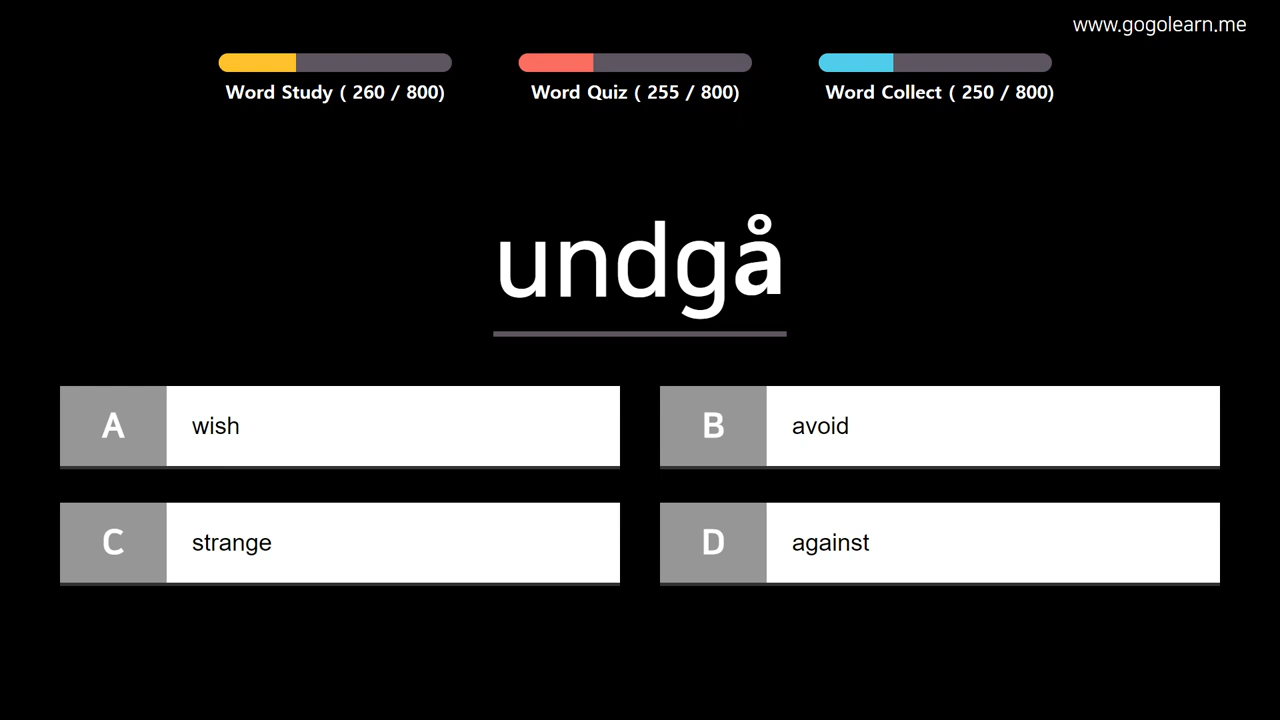 www.gogolearn.me
Word Study ( 260 / 800)
Word Quiz ( 255 / 800)
Word Collect ( 250 / 800)
undgå
A wish
B avoid
C strange
D against